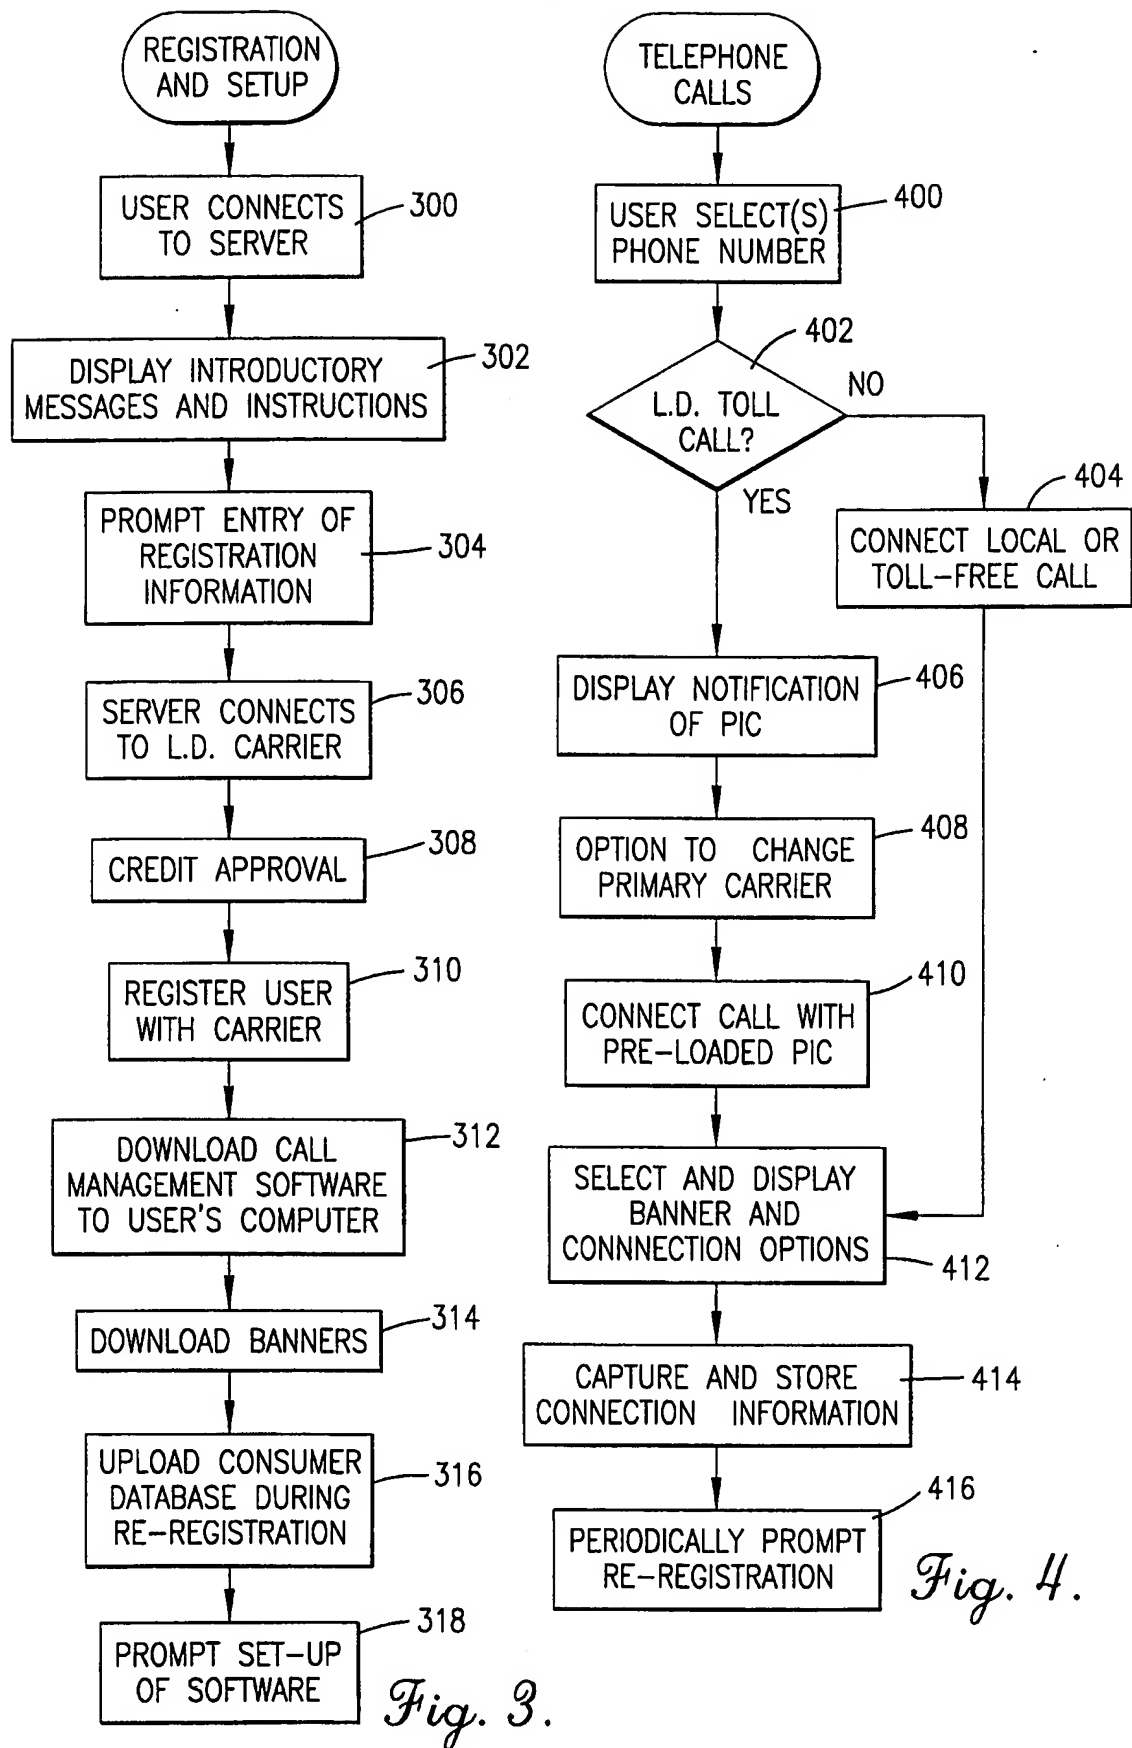 REGISTRATION
AND SETUP
USER CONNECTS
TO SERVER
300
DISPLAY INTRODUCTORY
MESSAGES AND INSTRUCTIONS
302
PROMPT ENTRY OF
REGISTRATION
INFORMATION
304
SERVER CONNECTS
TO L.D. CARRIER
306
CREDIT APPROVAL
308
REGISTER USER
WITH CARRIER
310
DOWNLOAD CALL
MANAGEMENT SOFTWARE
TO USER'S COMPUTER
312
DOWNLOAD BANNERS
314
UPLOAD CONSUMER
DATABASE DURING
RE-REGISTRATION
316
PROMPT SET-UP
OF SOFTWARE
318
Fig. 3.
TELEPHONE
CALLS
USER SELECT(S)
PHONE NUMBER
400
L.D. TOLL
CALL?
402
NO
YES
CONNECT LOCAL OR
TOLL-FREE CALL
404
DISPLAY NOTIFICATION
OF PIC
406
OPTION TO CHANGE
PRIMARY CARRIER
408
CONNECT CALL WITH
PRE-LOADED PIC
410
SELECT AND DISPLAY
BANNER AND
CONNNECTION OPTIONS
412
CAPTURE AND STORE
CONNECTION INFORMATION
414
PERIODICALLY PROMPT
RE-REGISTRATION
416
Fig. 4.